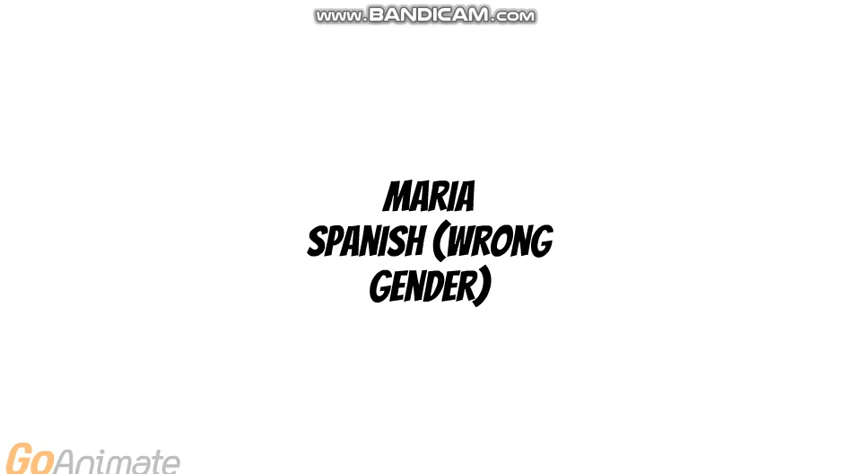 www.BANDICAM.com
MARIA
SPANISH (WRONG
GENDER)
GoAnimate